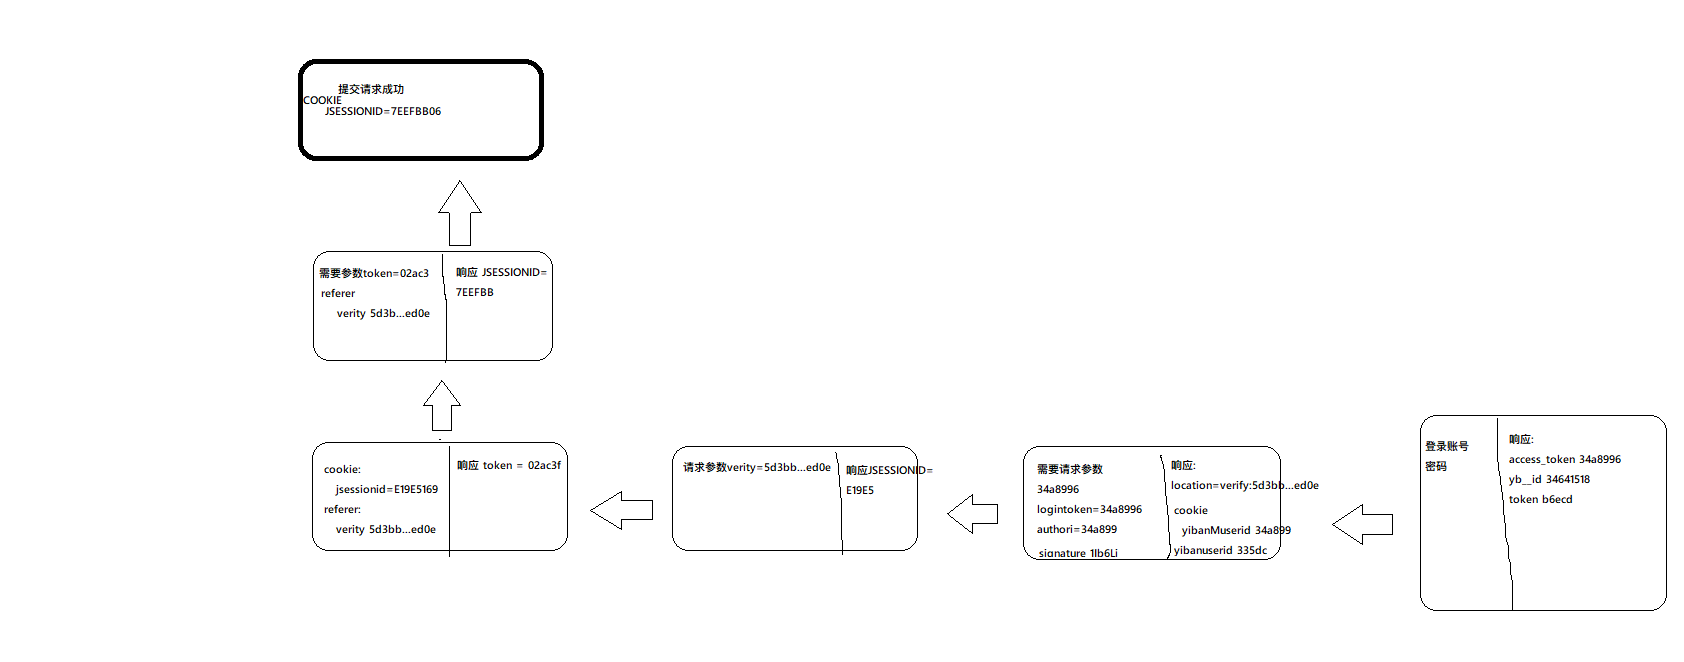 提交请求成功
COOKIE
JSESSIONID=7EEFBB06
需要参数token=02ac3
referer
verity 5d3b...ed0e
响应 JSESSIONID=
7EEFBB
cookie:
jsessionid=E19E5169
referer:
verity 5d3bb...ed0e
响应 token = 02ac3f
请求参数verity=5d3bb...ed0e
响应JSESSIONID=
E19E5
需要请求参数
34a8996
logintoken=34a8996
authori=34a899
signature 1lb6Li
响应:
location=verify:5d3bb...ed0e
cookie
yibanMuserid 34a899
yibanuserid 335dc
登录账号
密码
响应:
access_token 34a8996
yb__id 34641518
token b6ecd